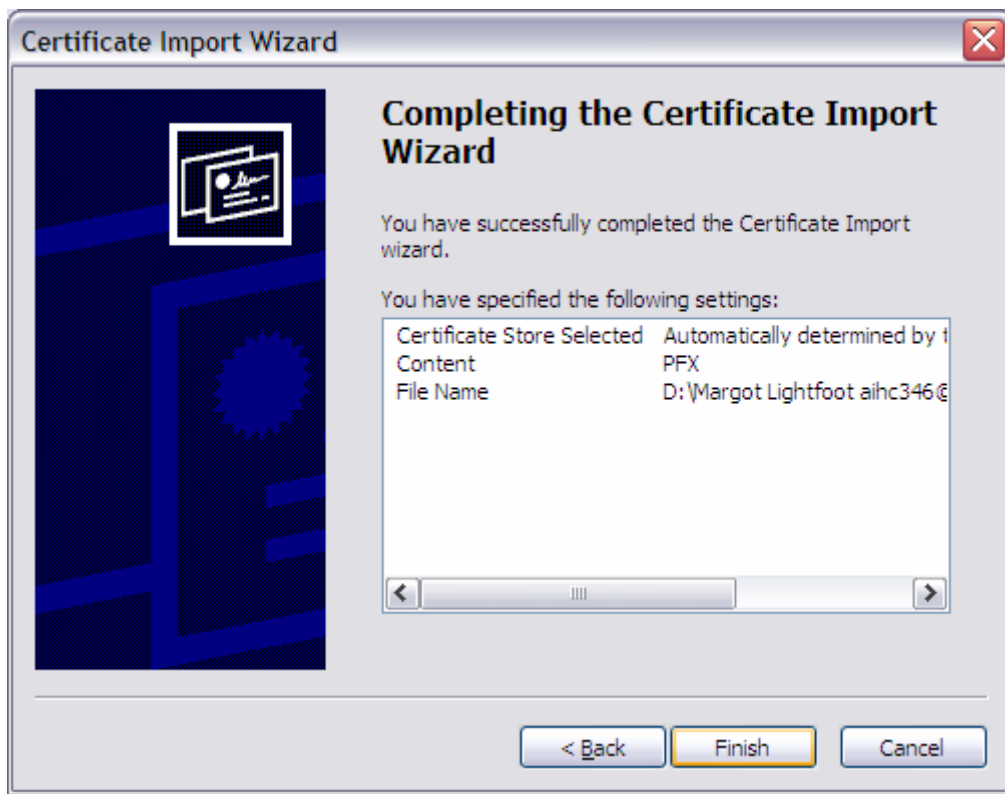 Certificate Import Wizard
Completing the Certificate Import
Wizard
You have successfully completed the Certificate Import
wizard.
You have specified the following settings:
Certificate Store Selected Automatically determined by t
Content PFX
File Name D:\Margot Lightfoot aihc346@
< Back Finish Cancel